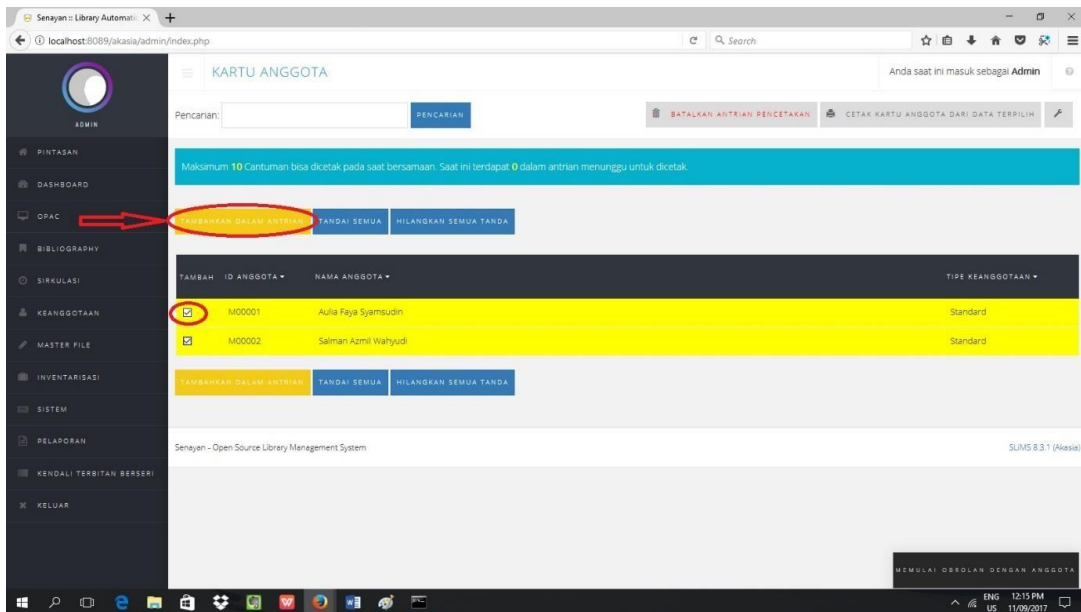 Senayan :: Library Automati
localhost:8089/akasia/admin/index.php
Search
ADMIN
KARTU ANGGOTA
Anda saat ini masuk sebagai Admin
Pencarian:
PENCARIAN
BATALKAN ANTRIAN PENCETAKAN
CETAK KARTU ANGGOTA DARI DATA TERPILIH
Maksimum 10 Cantuman bisa dicetak pada saat bersamaan. Saat ini terdapat 0 dalam antrian menunggu untuk dicetak.
TAMBAHKAN DALAM ANTRIAN
TANDAI SEMUA
HILANGKAN SEMUA TANDA
TAMBAH ID ANGGOTA NAMA ANGGOTA TIPE KEANGGOTAAN
M00001 Aulia Faya Syamsudin Standard
M00002 Salman Azmil Wahyudi Standard
TAMBAHKAN DALAM ANTRIAN
TANDAI SEMUA
HILANGKAN SEMUA TANDA
Senayan - Open Source Library Management System
SLiMS 8.3.1 (Akasia)
PINTASAN
DASHBOARD
OPAC
BIBLIOGRAPHY
SIRKULASI
KEANGGOTAAN
MASTER FILE
INVENTARISASI
SISTEM
PELAPORAN
KENDALI TERBITAN BERSERI
KELUAR
MEMULAI OBROLAN DENGAN ANGGOTA
ENG
US
12:15 PM
11/09/2017